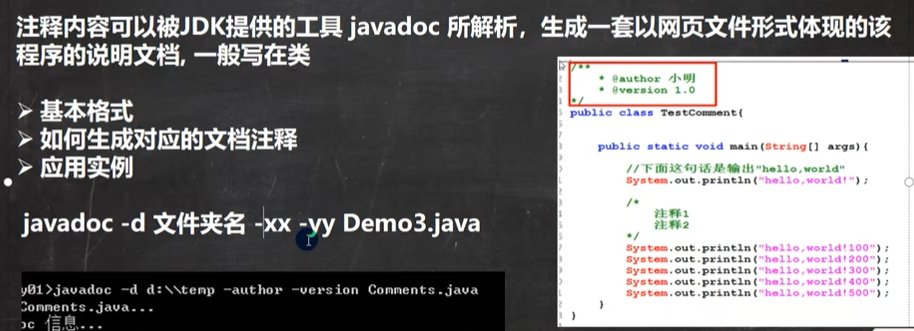 注释内容可以被JDK提供的工具 javadoc 所解析，生成一套以网页文件形式体现的该
程序的说明文档, 一般写在类
➢ 基本格式
➢ 如何生成对应的文档注释
➢ 应用实例
javadoc -d 文件夹名 -xx -yy Demo3.java
y01>javadoc -d d:\\temp -author -version Comments.java
Comments.java...
oc 信息...
/**
* @author 小明
* @version 1.0
*/
public class TestComment{
public static void main(String[] args){
//下面这句话是输出"hello,world"
System.out.println("hello,world!");
/*
注释1
注释2
*/
System.out.println("hello,world!100");
System.out.println("hello,world!200");
System.out.println("hello,world!300");
System.out.println("hello,world!400");
System.out.println("hello,world!500");
}
}